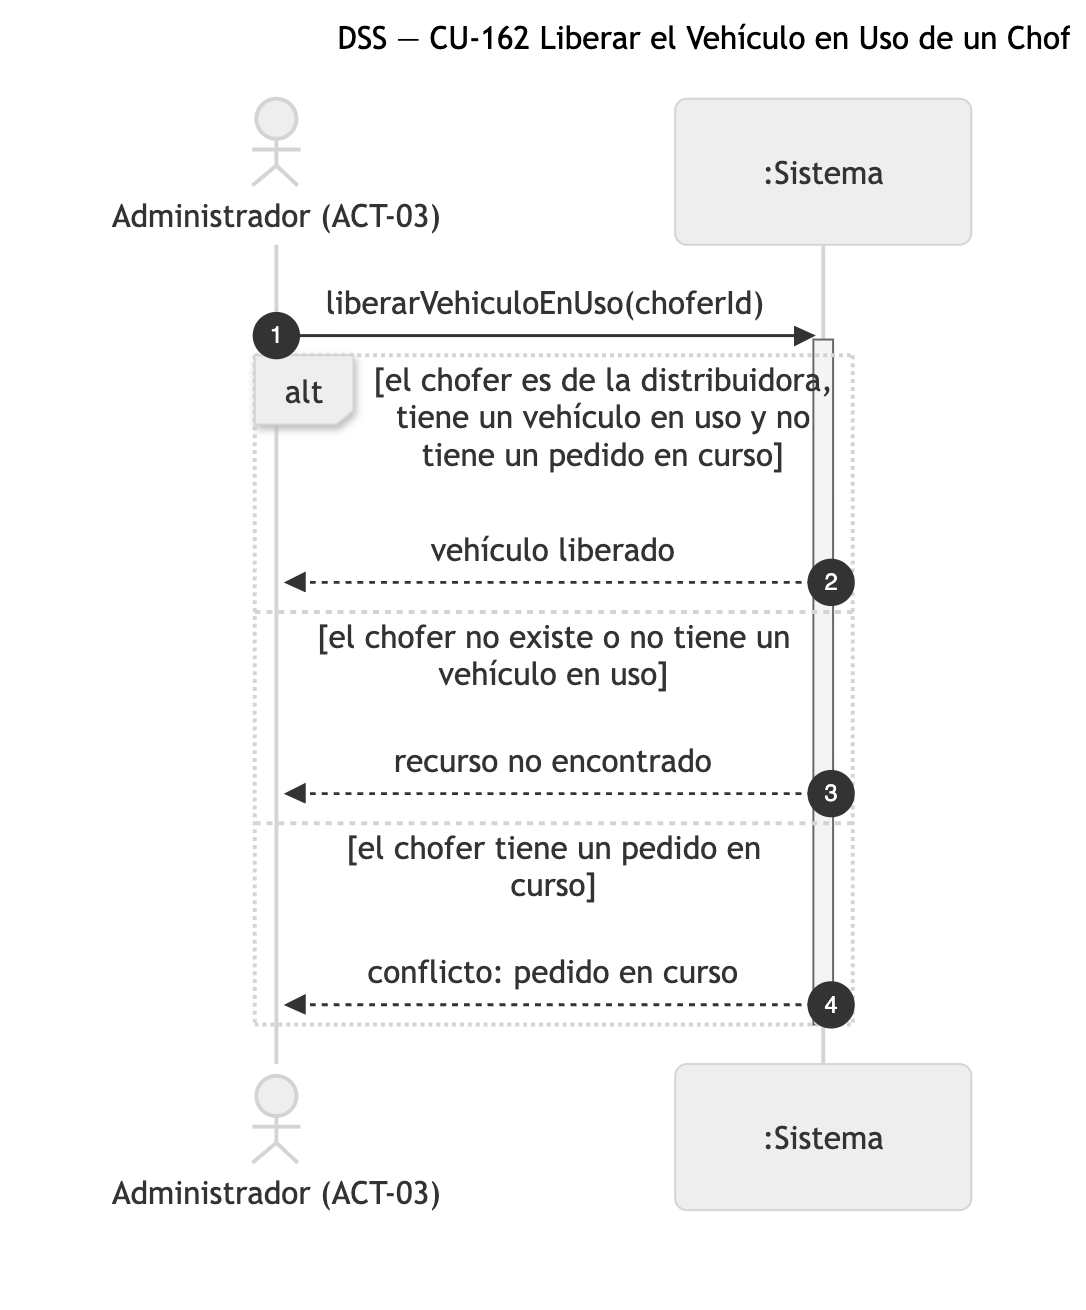 DSS — CU-162 Liberar el Vehículo en Uso de un Chof
Administrador (ACT-03)
:Sistema
liberarVehiculoEnUso(choferId)
1
alt
[el chofer es de la distribuidora,
tiene un vehículo en uso y no
tiene un pedido en curso]
vehículo liberado
2
[el chofer no existe o no tiene un
vehículo en uso]
recurso no encontrado
3
[el chofer tiene un pedido en
curso]
conflicto: pedido en curso
4
Administrador (ACT-03)
:Sistema